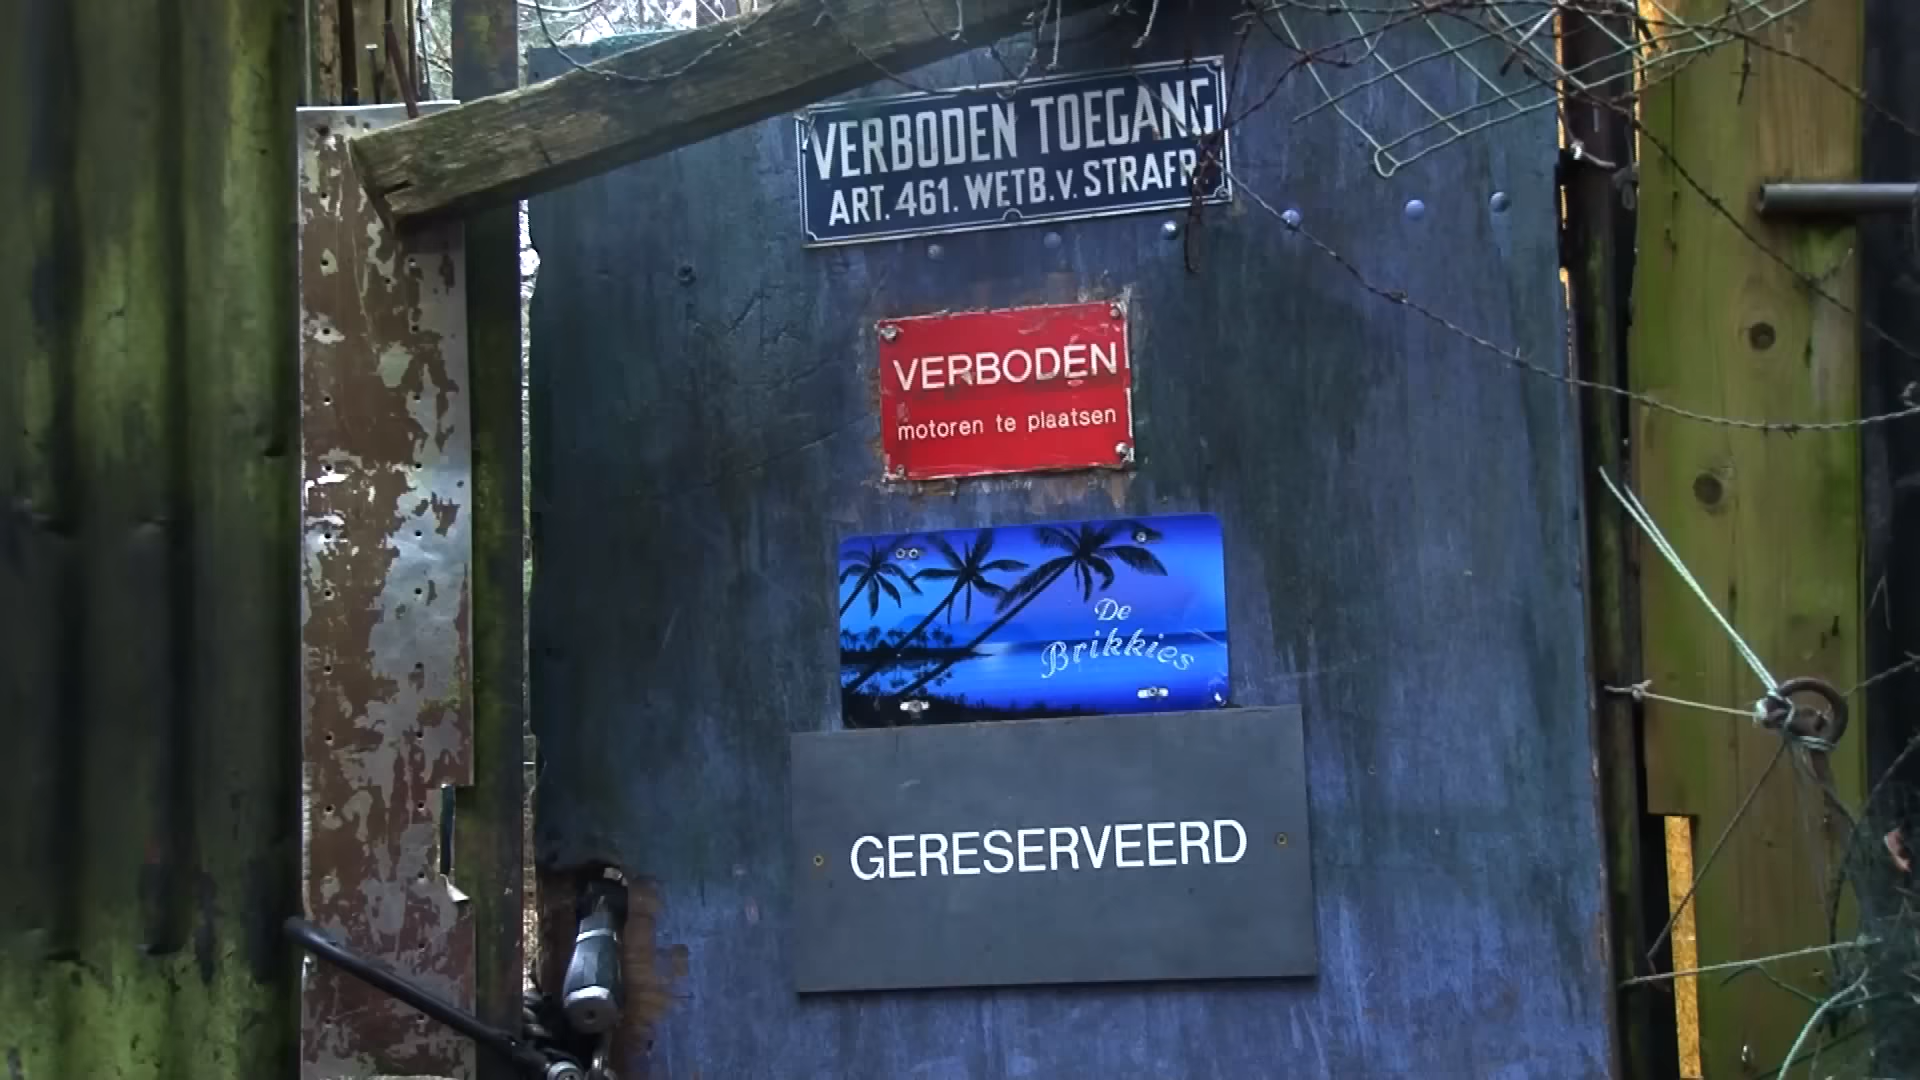 VERBODEN TOEGANG
ART. 461. WETB. v. STRAFR
VERBODEN
motoren te plaatsen
De
Brikkies
GERESERVEERD